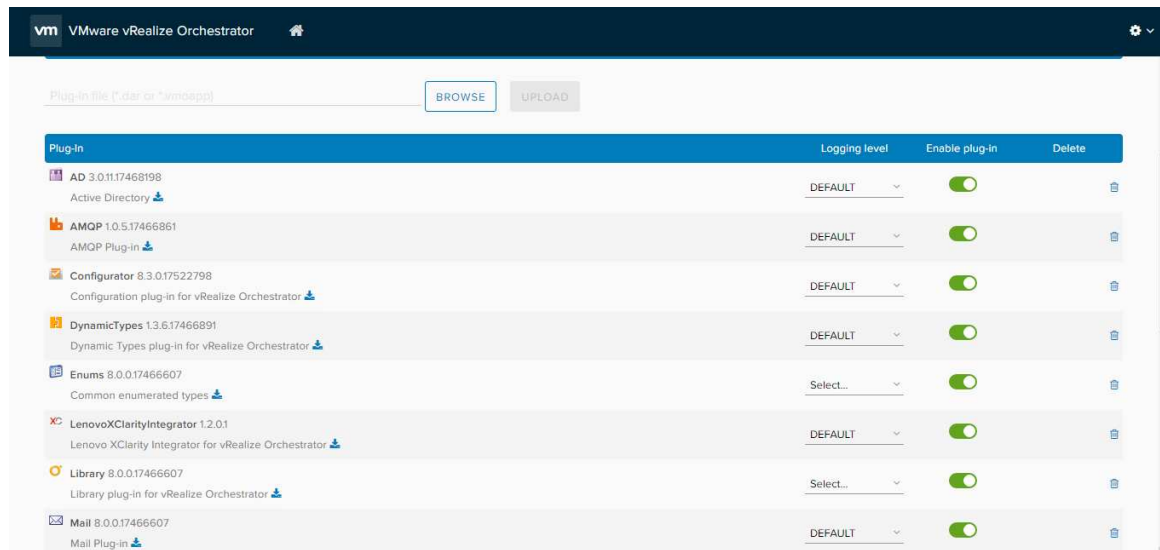 vm VMware vRealize Orchestrator
Plug-in file (*.dar or *.vmoapp)
BROWSE
UPLOAD
Plug-In Logging level Enable plug-in Delete
AD 3.0.11.17468198
Active Directory
DEFAULT
AMQP 1.0.5.17466861
AMQP Plug-in
DEFAULT
Configurator 8.3.0.17522798
Configuration plug-in for vRealize Orchestrator
DEFAULT
DynamicTypes 1.3.6.17466891
Dynamic Types plug-in for vRealize Orchestrator
DEFAULT
Enums 8.0.0.17466607
Common enumerated types
Select...
XC LenovoXClarityIntegrator 1.2.0.1
Lenovo XClarity Integrator for vRealize Orchestrator
DEFAULT
Library 8.0.0.17466607
Library plug-in for vRealize Orchestrator
Select...
Mail 8.0.0.17466607
Mail Plug-in
DEFAULT